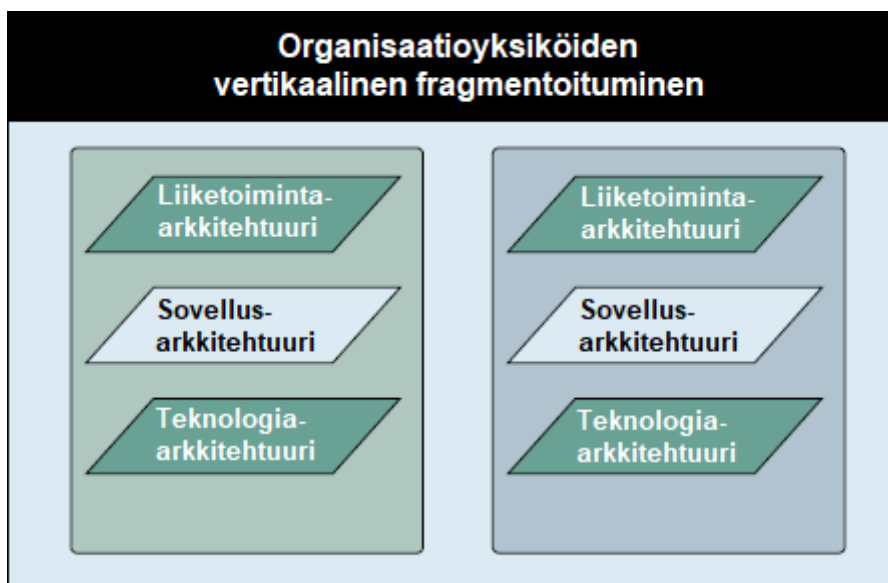 Organisaatioyksiköiden
vertikaalinen fragmentoituminen
Liiketoiminta-
arkkitehtuuri
Sovellus-
arkkitehtuuri
Teknologia-
arkkitehtuuri
Liiketoiminta-
arkkitehtuuri
Sovellus-
arkkitehtuuri
Teknologia-
arkkitehtuuri